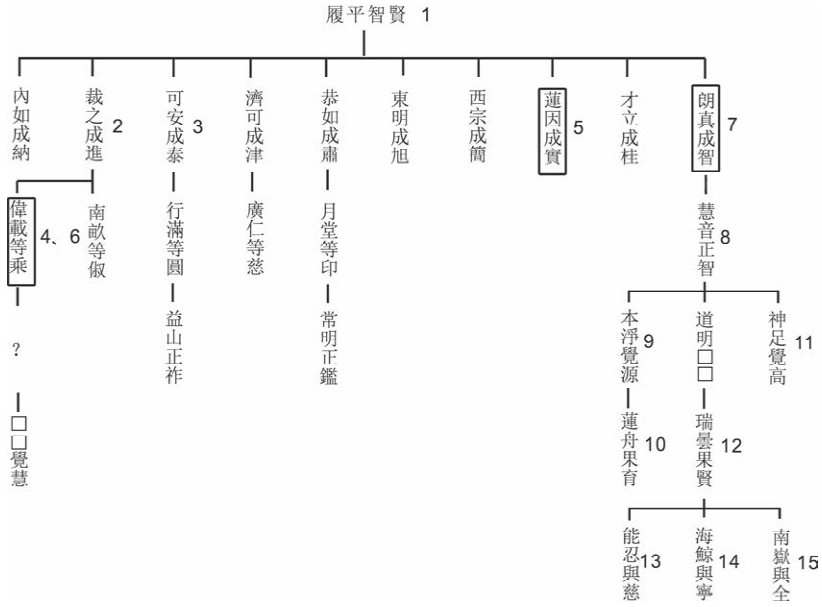 履平智賢 1
內如成納
裁之成進 2
可安成泰 3
濟可成津
恭如成肅
東明成旭
西宗成簡
蓮因成實 5
才立成桂
朗真成智 7
偉載等乘 4、6
南畝等俶
行滿等圓
廣仁等慈
月堂等印
慧音正智 8
?
益山正祚
常明正鑑
本淨覺源 9
道明□□
神足覺高 11
□□覺慧
蓮舟果育 10
瑞曇果賢 12
能忍與慈 13
海鯨與寧 14
南嶽與全 15